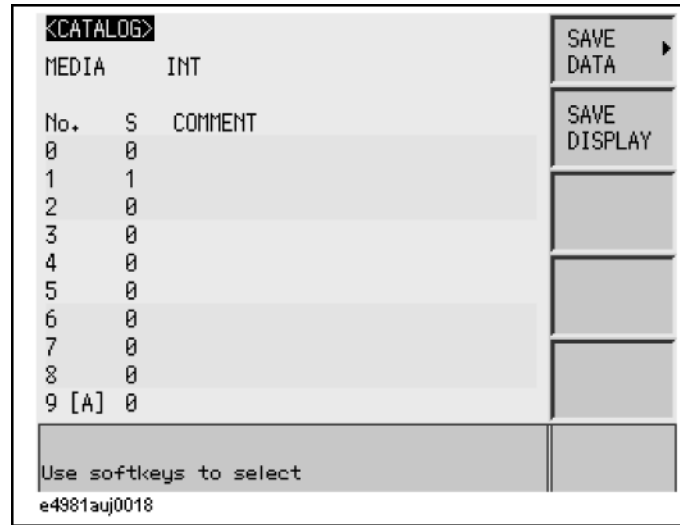 <CATALOG>
MEDIA INT
No. S COMMENT
0 0
1 1
2 0
3 0
4 0
5 0
6 0
7 0
8 0
9 [A] 0
SAVE
DATA
SAVE
DISPLAY
Use softkeys to select
e4981auj0018